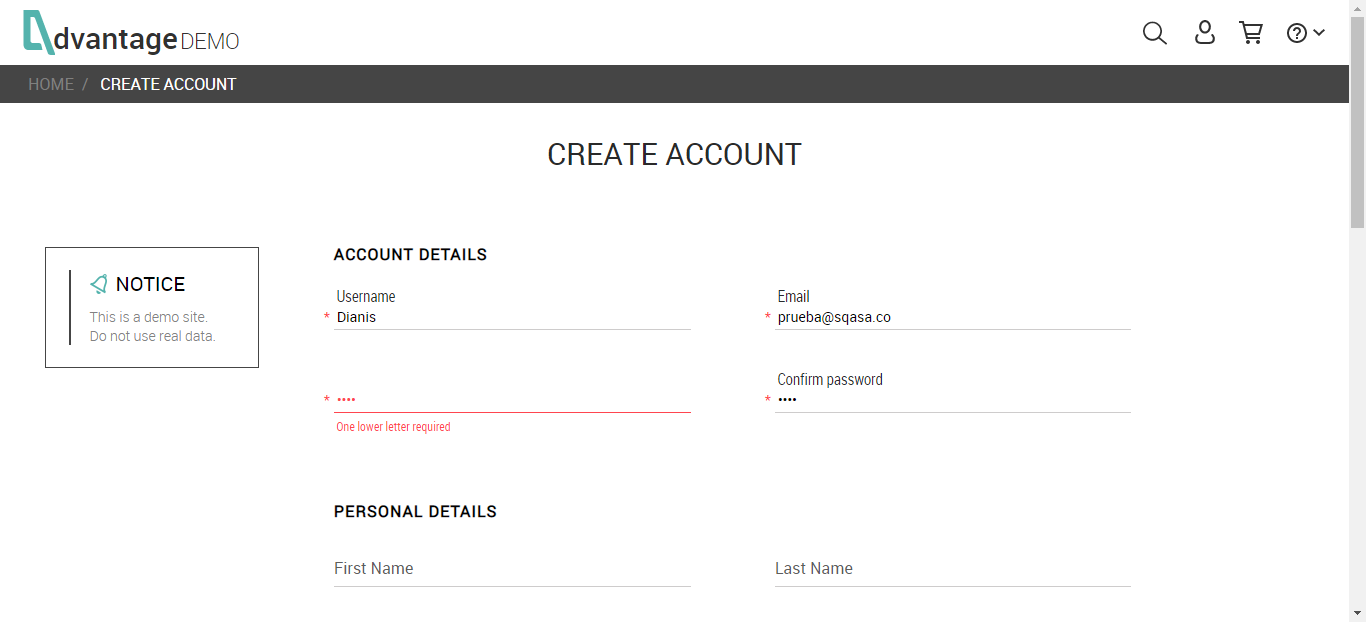 dvantage DEMO
HOME / CREATE ACCOUNT
CREATE ACCOUNT
NOTICE
This is a demo site.
Do not use real data.
ACCOUNT DETAILS
Username
* Dianis
Email
* prueba@sqasa.co
* ••••
One lower letter required
Confirm password
* ••••
PERSONAL DETAILS
First Name
Last Name